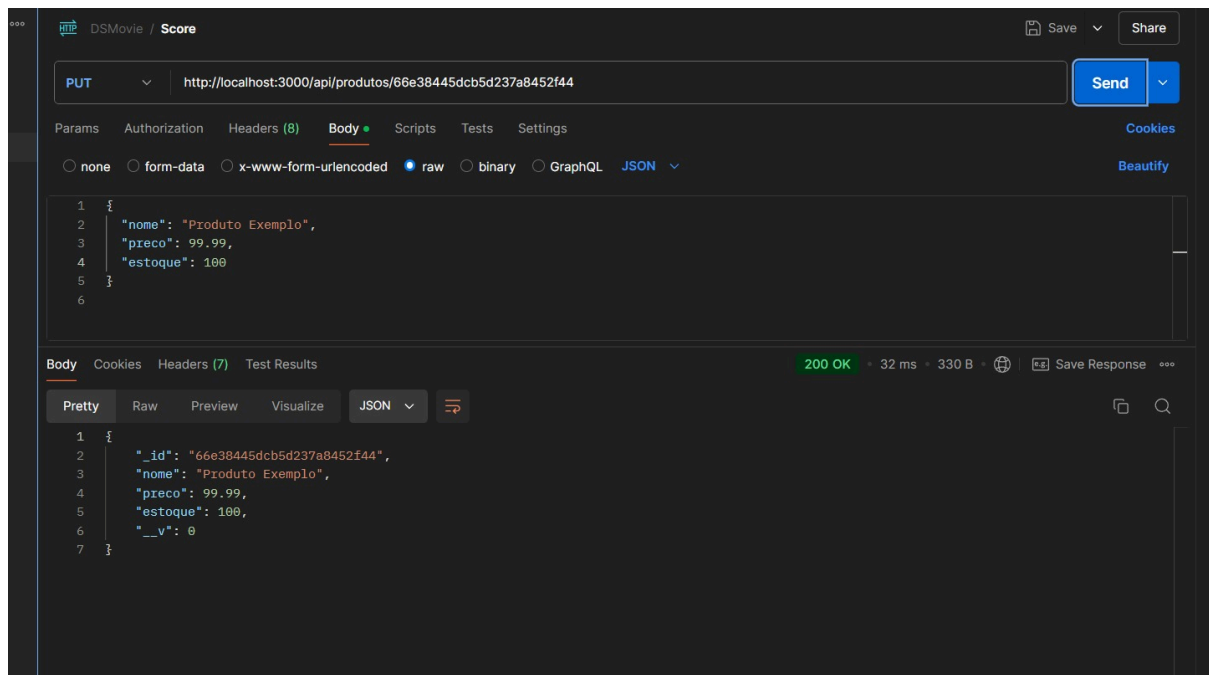 HTTP DSMovie / Score Save Share
PUT http://localhost:3000/api/produtos/66e38445dcb5d237a8452f44 Send
Params Authorization Headers (8) Body Scripts Tests Settings Cookies
none form-data x-www-form-urlencoded raw binary GraphQL JSON Beautify
1 {
2 "nome": "Produto Exemplo",
3 "preco": 99.99,
4 "estoque": 100
5 }
6
Body Cookies Headers (7) Test Results 200 OK 32 ms 330 B e.g. Save Response
Pretty Raw Preview Visualize JSON
1 {
2 "_id": "66e38445dcb5d237a8452f44",
3 "nome": "Produto Exemplo",
4 "preco": 99.99,
5 "estoque": 100,
6 "__v": 0
7 }